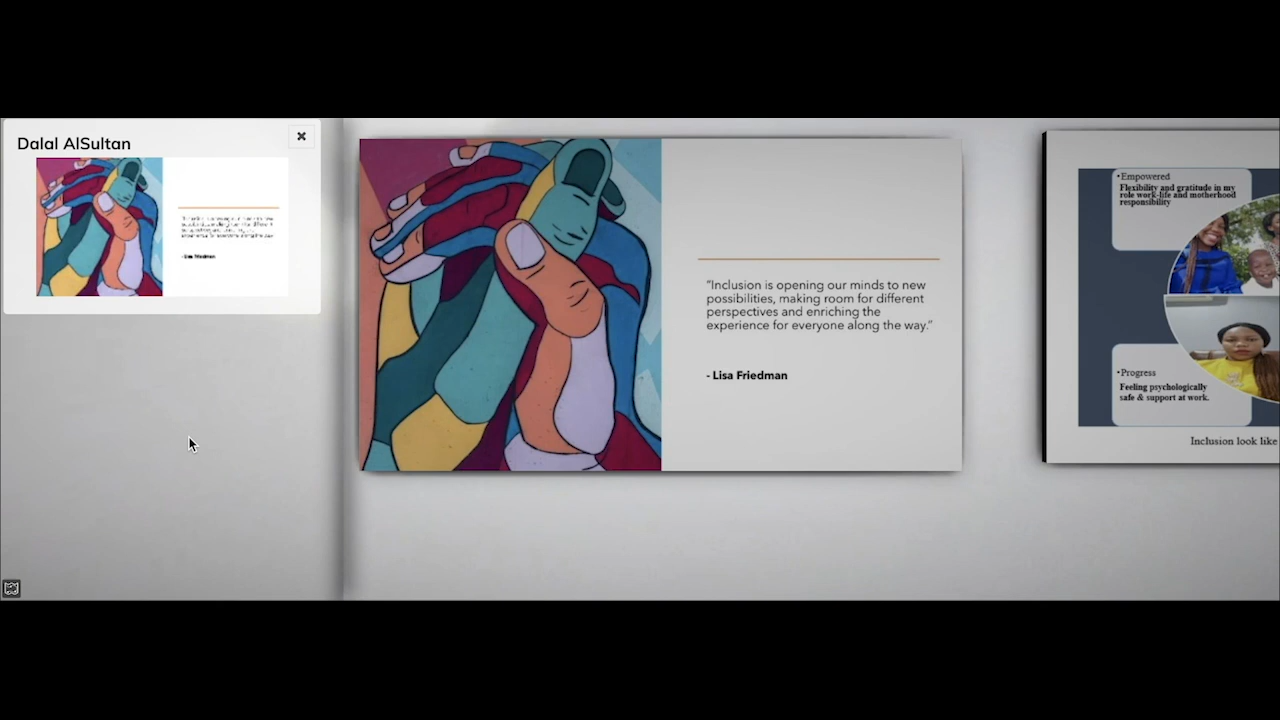 Dalal AlSultan
"Inclusion is opening our minds to new
possibilities, making room for different
perspectives and enriching the
experience for everyone along the way."
- Lisa Friedman
- Lisa Friedman
•Empowered
Flexibility and gratitude in my
role work-life and motherhood
responsibility
•Progress
Feeling psychologically
safe & support at work.
Inclusion look like